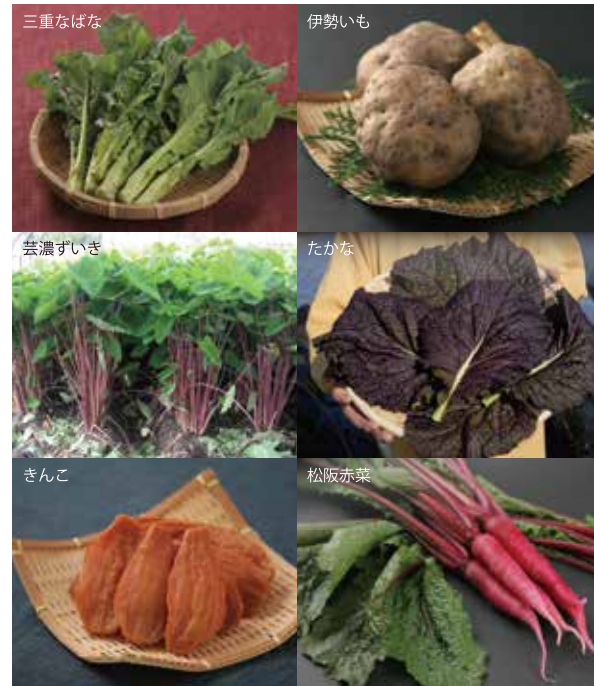 三重なばな
伊勢いも
芸濃ずいき
たかな
きんこ
松阪赤菜